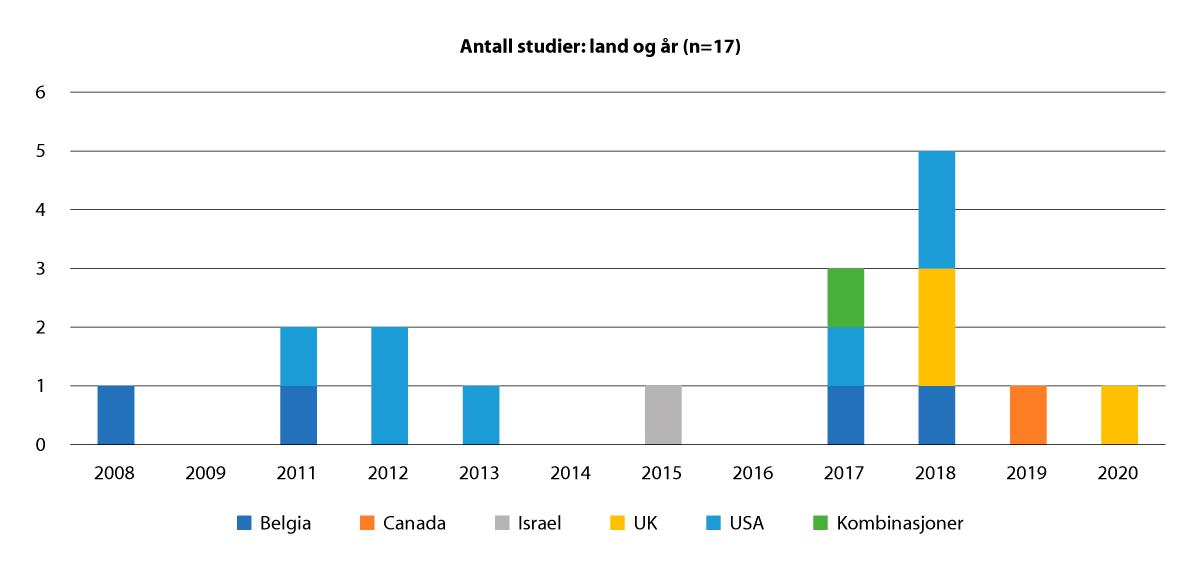 Antall studier: land og år (n=17)
6
5
4
3
2
1
0
2008 2009 2011 2012 2013 2014 2015 2016 2017 2018 2019 2020
Belgia Canada Israel UK USA Kombinasjoner